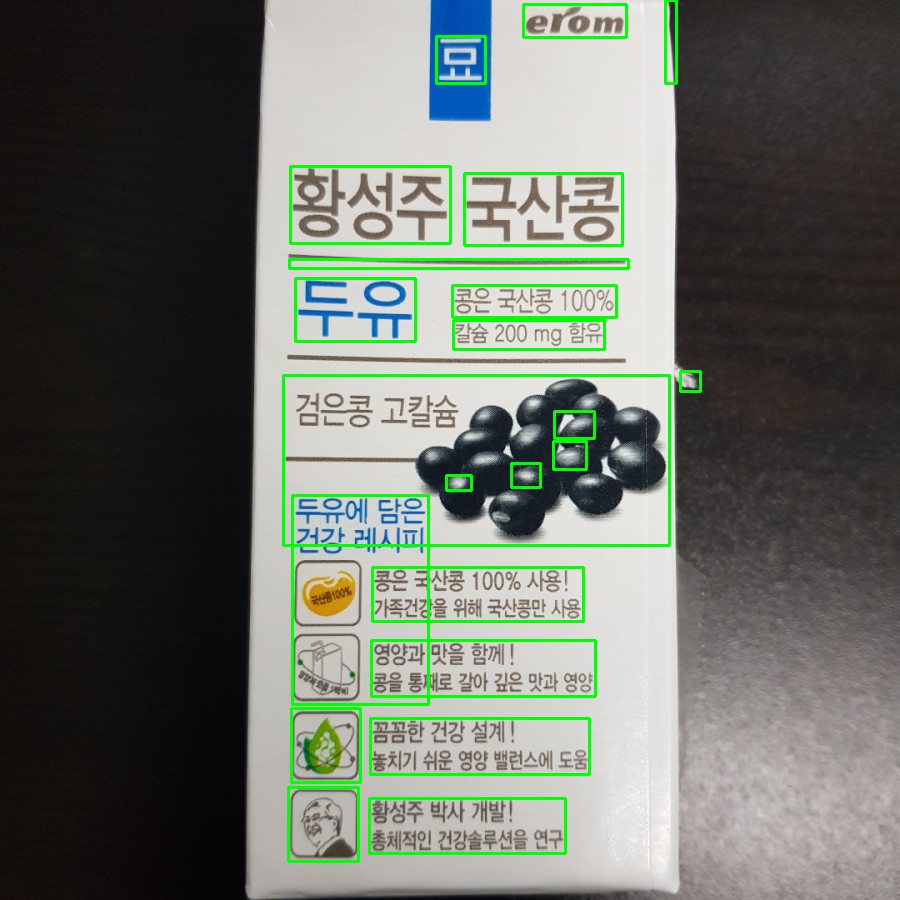 erom
묘
황성주 국산콩
두유
콩은 국산콩 100%
칼슘 200 mg 함유
검은콩 고칼슘
두유에 담은
건강 레시피
국산콩100%
콩은 국산콩 100% 사용!
가족건강을 위해 국산콩만 사용
영양과 맛을 함께!
콩을 통째로 갈아 깊은 맛과 영양
꼼꼼한 건강 설계!
놓치기 쉬운 영양 밸런스에 도움
황성주 박사 개발!
총체적인 건강솔루션을 연구